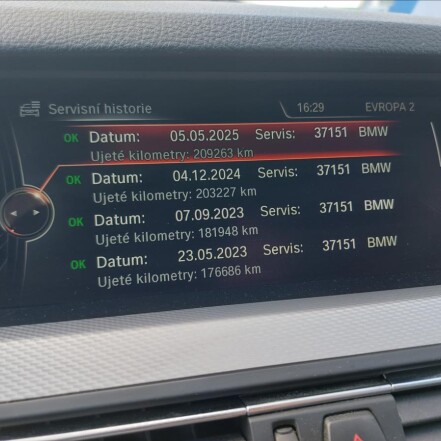 Servisní historie 16:29 EVROPA 2
OK Datum: 05.05.2025 Servis: 37151 BMW
Ujeté kilometry: 209263 km
OK Datum: 04.12.2024 Servis: 37151 BMW
Ujeté kilometry: 203227 km
OK Datum: 07.09.2023 Servis: 37151 BMW
Ujeté kilometry: 181948 km
OK Datum: 23.05.2023 Servis: 37151 BMW
Ujeté kilometry: 176686 km